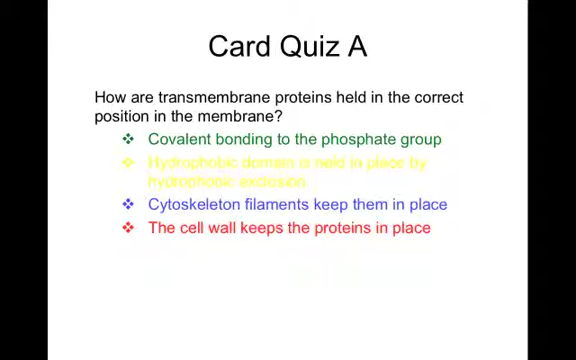 Card Quiz A
How are transmembrane proteins held in the correct
position in the membrane?
❖ Covalent bonding to the phosphate group
❖ Hydrophobic domain is held in place by
hydrophobic exclusion
❖ Cytoskeleton filaments keep them in place
❖ The cell wall keeps the proteins in place